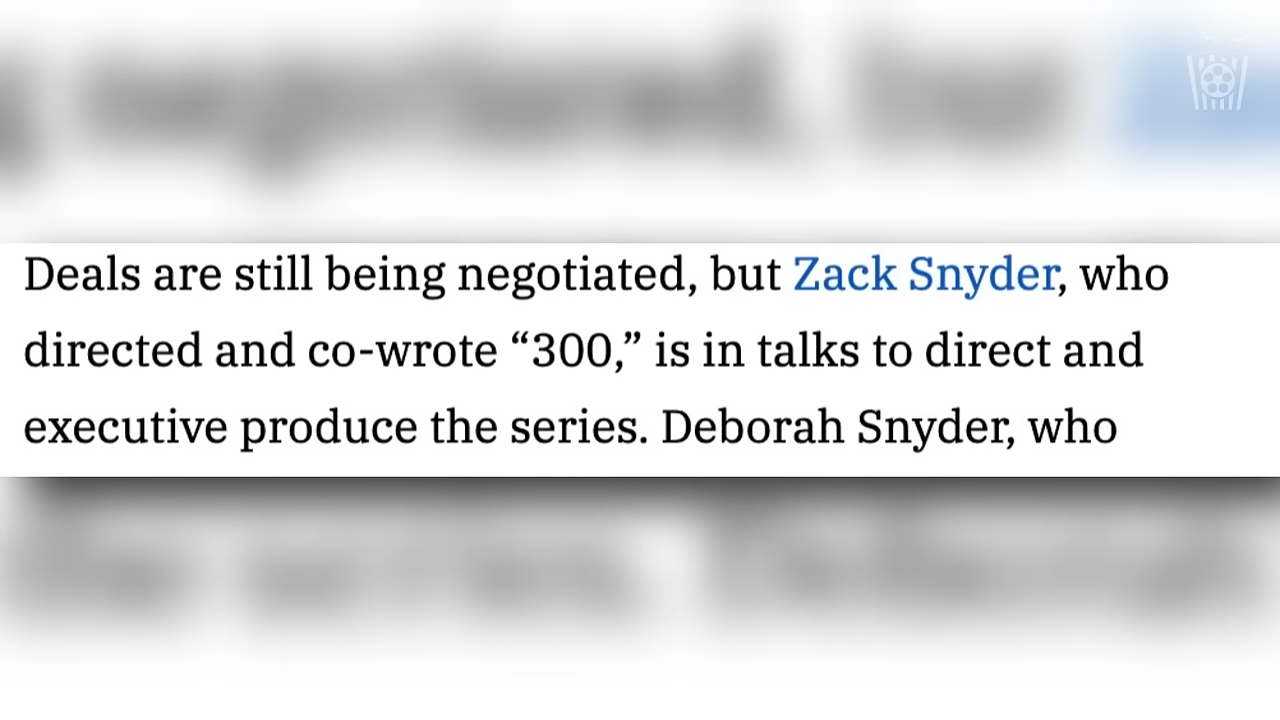 Deals are still being negotiated, but Zack Snyder, who
directed and co-wrote “300,” is in talks to direct and
executive produce the series. Deborah Snyder, who